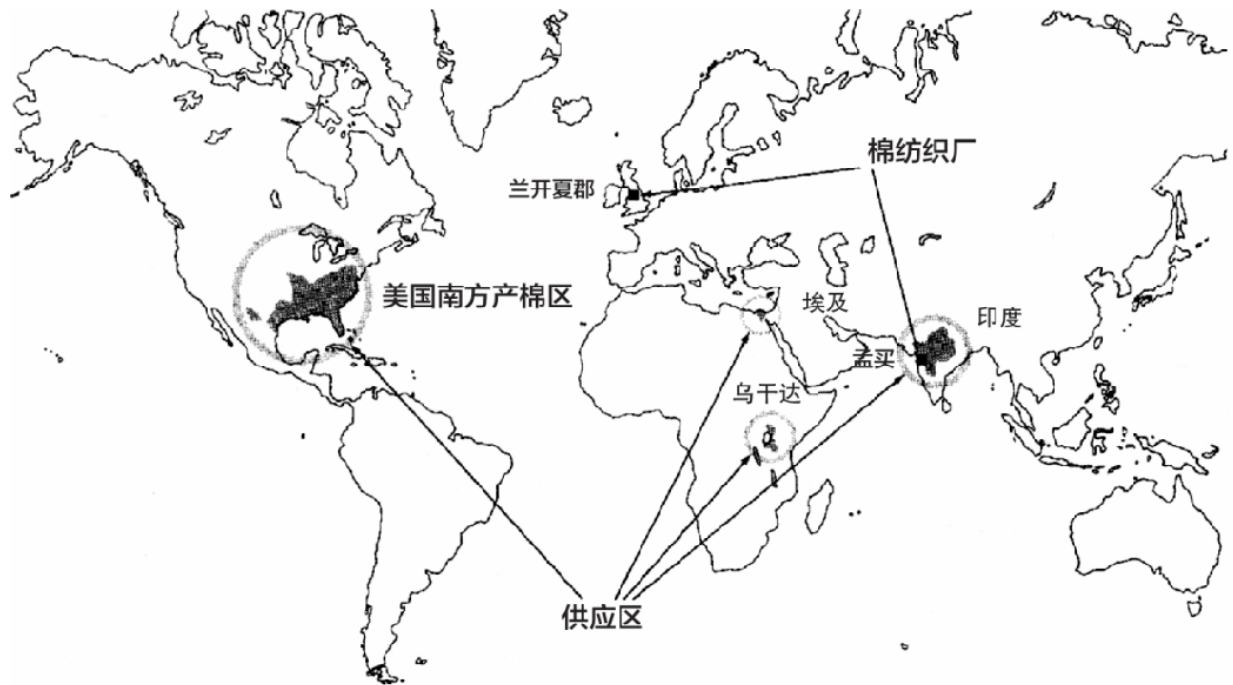 棉纺织厂
兰开夏郡
美国南方产棉区
埃及
印度
孟买
乌干达
供应区